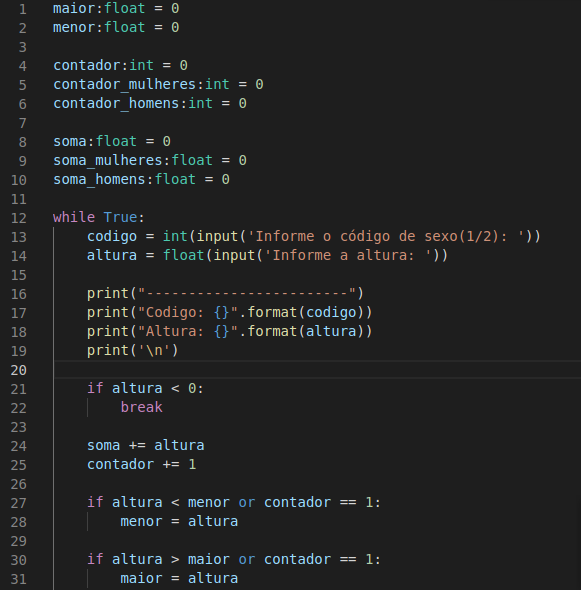 1 maior:float = 0
2 menor:float = 0
3
4 contador:int = 0
5 contador_mulheres:int = 0
6 contador_homens:int = 0
7
8 soma:float = 0
9 soma_mulheres:float = 0
10 soma_homens:float = 0
11
12 while True:
13     codigo = int(input('Informe o código de sexo(1/2): '))
14     altura = float(input('Informe a altura: '))
15
16     print("------------------------")
17     print("Codigo: {}".format(codigo))
18     print("Altura: {}".format(altura))
19     print('\n')
20
21     if altura < 0:
22         break
23
24     soma += altura
25     contador += 1
26
27     if altura < menor or contador == 1:
28         menor = altura
29
30     if altura > maior or contador == 1:
31         maior = altura